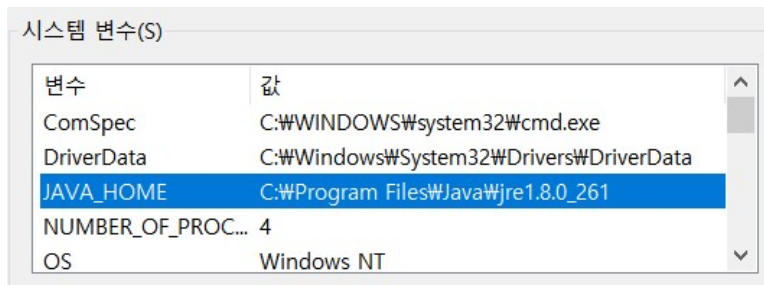 시스템 변수(S)
변수 값
ComSpec C:₩WINDOWS₩system32₩cmd.exe
DriverData C:₩Windows₩System32₩Drivers₩DriverData
JAVA_HOME C:₩Program Files₩Java₩jre1.8.0_261
NUMBER_OF_PROC... 4
OS Windows NT